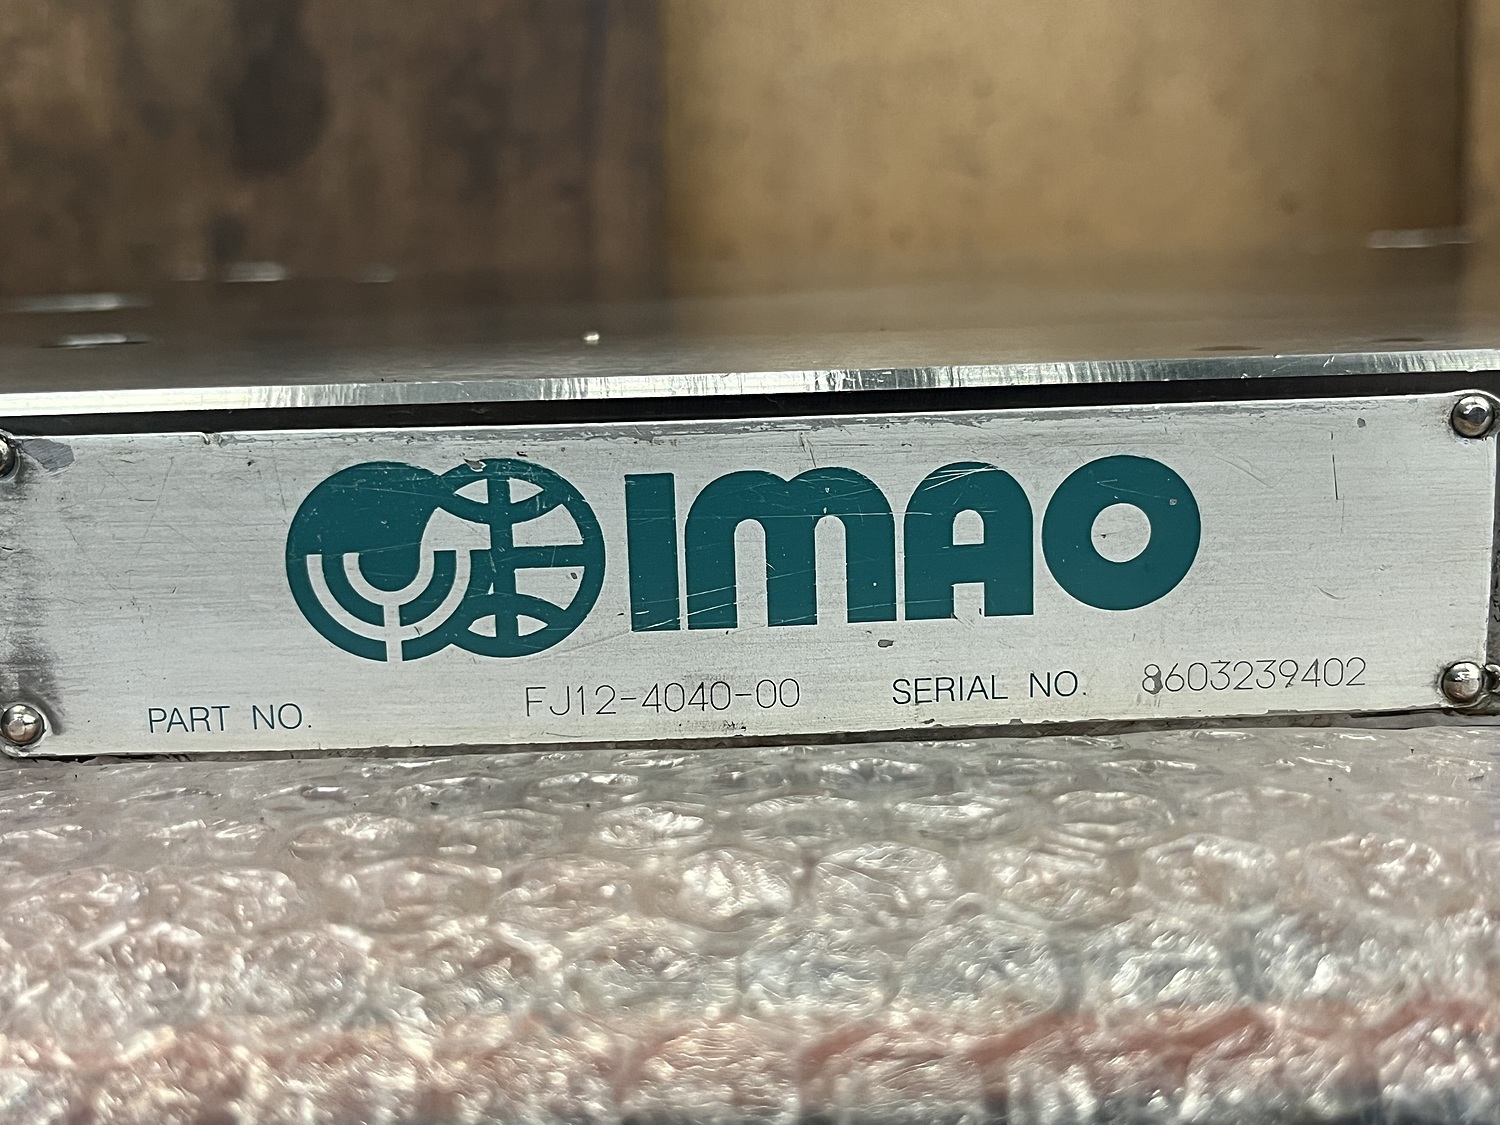 IMAO
PART NO. FJ12-4040-00 SERIAL NO. 8603239402